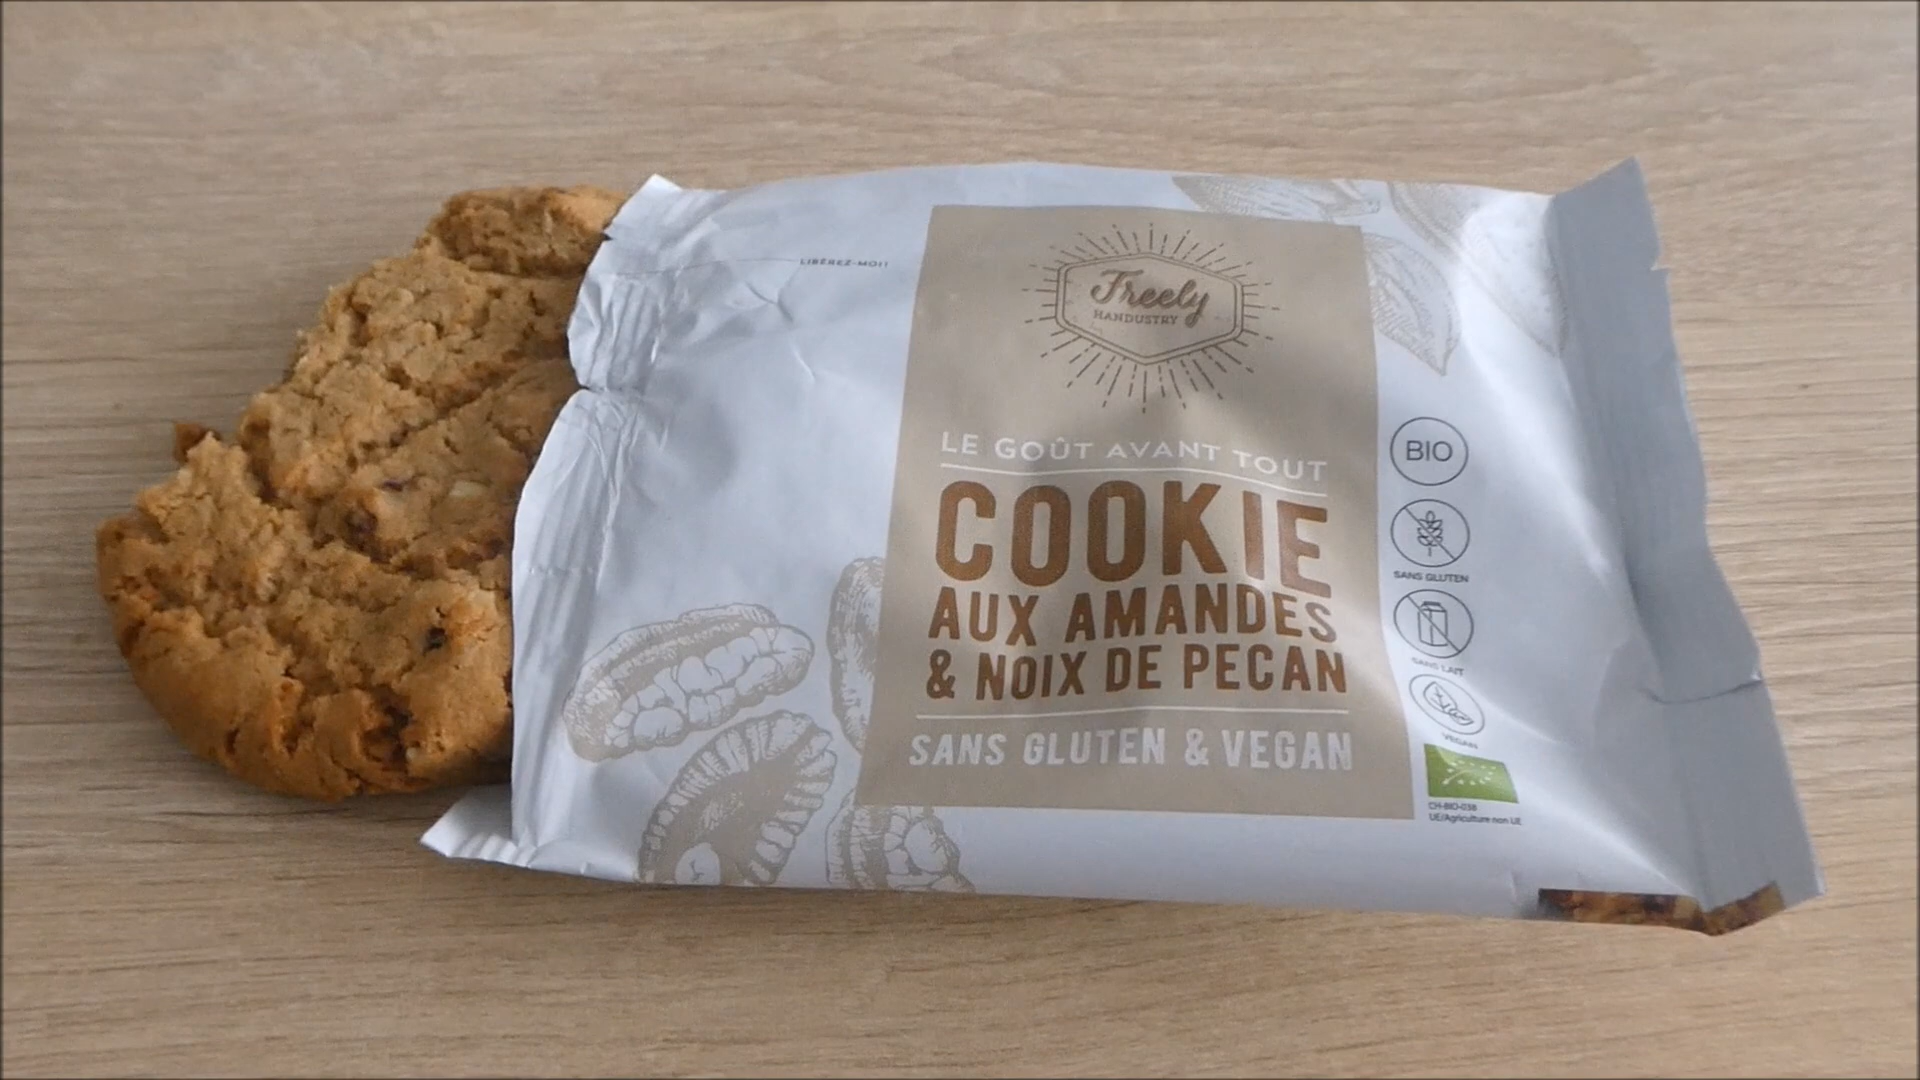 LIBÉREZ-MOI!
Freely
HANDUSTRY
LE GOÛT AVANT TOUT
COOKIE
AUX AMANDES
& NOIX DE PECAN
SANS GLUTEN & VEGAN
BIO
SANS GLUTEN
SANS LAIT
VEGAN
CH-BIO-038
UE/Agriculture non UE